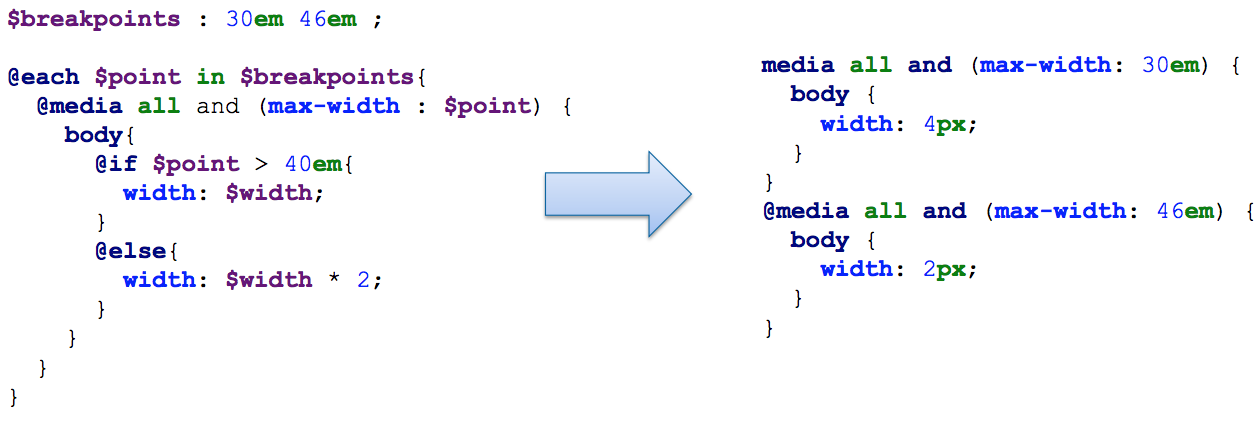 $breakpoints : 30em 46em ;
@each $point in $breakpoints{
@media all and (max-width : $point) {
body{
@if $point > 40em{
width: $width;
}
@else{
width: $width * 2;
}
}
}
}
media all and (max-width: 30em) {
body {
width: 4px;
}
}
@media all and (max-width: 46em) {
body {
width: 2px;
}
}